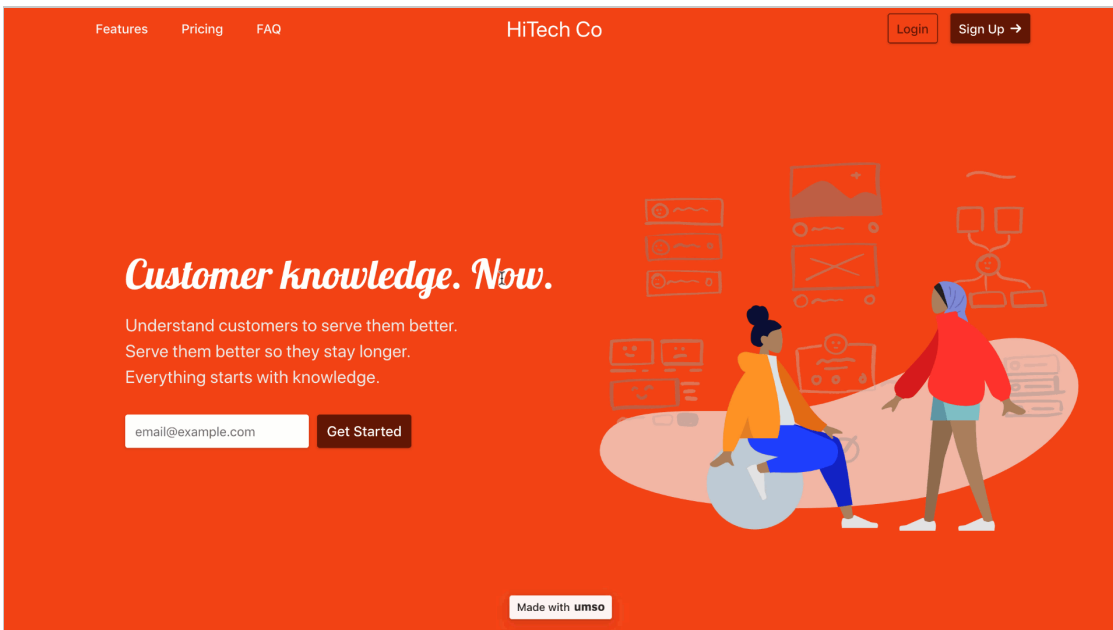 Features Pricing FAQ HiTech Co Login Sign Up →
Customer knowledge. Now.
Understand customers to serve them better.
Serve them better so they stay longer.
Everything starts with knowledge.
email@example.com Get Started
Made with umso